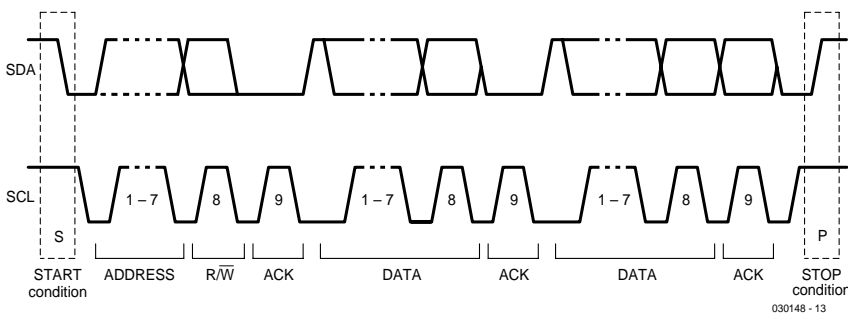 SDA
SCL
1 – 7
8
9
1 – 7
8
9
1 – 7
8
9
S
P
START
condition
ADDRESS
R/W̅
ACK
DATA
ACK
DATA
ACK
STOP
condition
030148 - 13